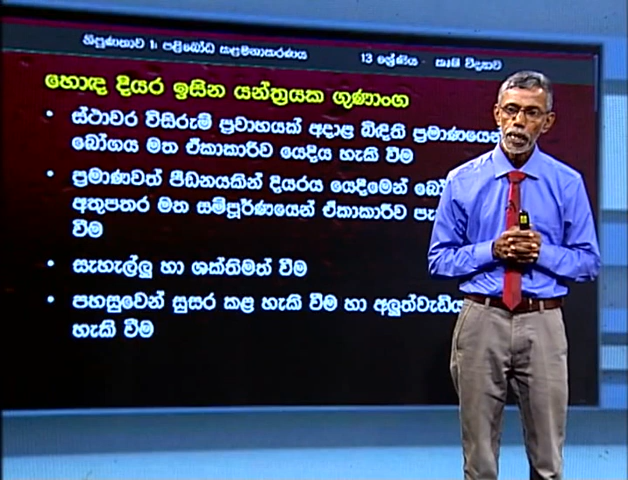 නිපුණතාව 1: පළිබෝධ කළමනාකරණය
13 ශ්‍රේණිය - කෘෂි විද්‍යාව
හොඳ දියර ඉසින යන්ත්‍රයක ගුණාංග
• ස්ථාවර විසිරුම් ප්‍රවාහයක් අදාළ බිඳිති ප්‍රමාණයෙන්
බෝගය මත ඒකාකාරීව යෙදිය හැකි වීම
• ප්‍රමාණවත් පීඩනයකින් දියරය යෙදීමෙන්
අතුපතර මත සම්පූර්ණයෙන් ඒකාකාරීව
වීම
• සැහැල්ලූ හා ශක්තිමත් වීම
• පහසුවෙන් සුසර කළ හැකි වීම හා
හැකි වීම